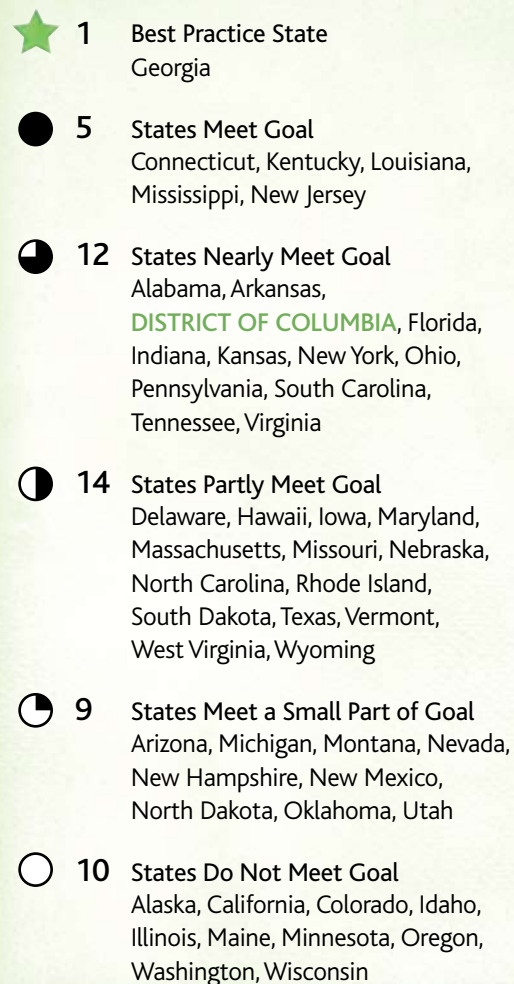 1 Best Practice State
Georgia
5 States Meet Goal
Connecticut, Kentucky, Louisiana,
Mississippi, New Jersey
12 States Nearly Meet Goal
Alabama, Arkansas,
DISTRICT OF COLUMBIA, Florida,
Indiana, Kansas, New York, Ohio,
Pennsylvania, South Carolina,
Tennessee, Virginia
14 States Partly Meet Goal
Delaware, Hawaii, Iowa, Maryland,
Massachusetts, Missouri, Nebraska,
North Carolina, Rhode Island,
South Dakota, Texas, Vermont,
West Virginia, Wyoming
9 States Meet a Small Part of Goal
Arizona, Michigan, Montana, Nevada,
New Hampshire, New Mexico,
North Dakota, Oklahoma, Utah
10 States Do Not Meet Goal
Alaska, California, Colorado, Idaho,
Illinois, Maine, Minnesota, Oregon,
Washington, Wisconsin